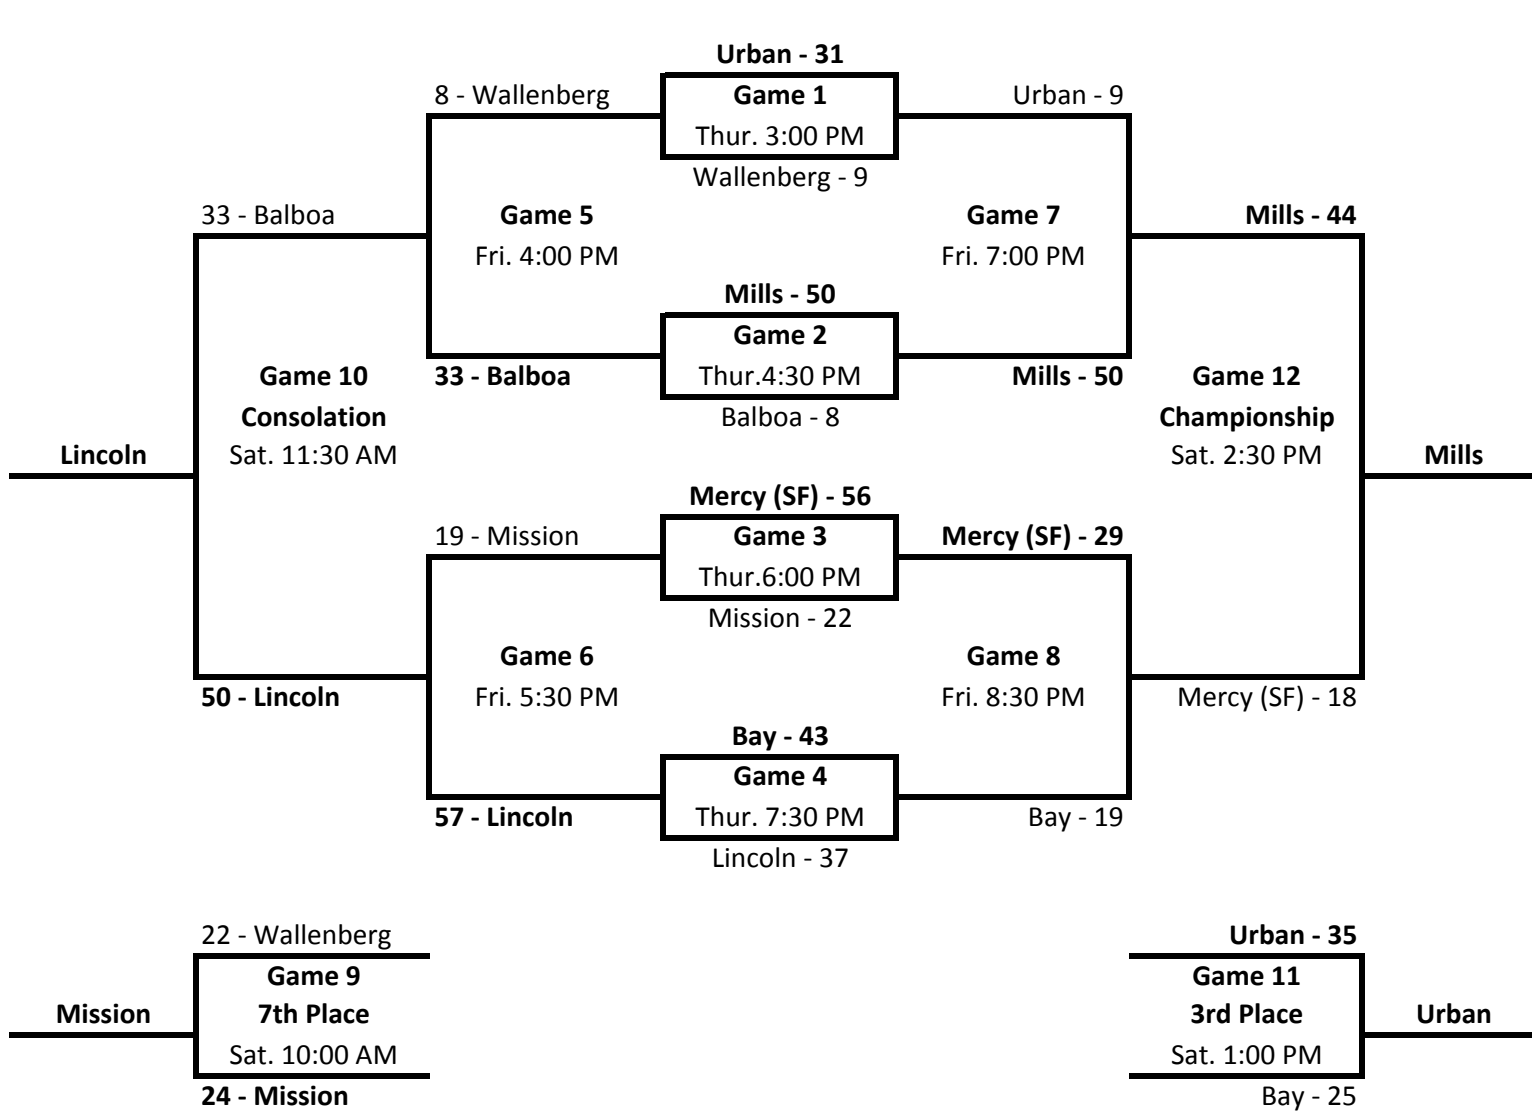 Urban - 31
8 - Wallenberg
Game 1
Urban - 9
Thur. 3:00 PM
Wallenberg - 9
33 - Balboa
Game 5
Game 7
Mills - 44
Fri. 4:00 PM
Fri. 7:00 PM
Mills - 50
Game 2
Game 10
33 - Balboa
Thur.4:30 PM
Mills - 50
Game 12
Consolation
Balboa - 8
Championship
Lincoln
Sat. 11:30 AM
Sat. 2:30 PM
Mills
Mercy (SF) - 56
19 - Mission
Game 3
Mercy (SF) - 29
Thur.6:00 PM
Mission - 22
Game 6
Game 8
50 - Lincoln
Fri. 5:30 PM
Fri. 8:30 PM
Mercy (SF) - 18
Bay - 43
Game 4
57 - Lincoln
Thur. 7:30 PM
Bay - 19
Lincoln - 37
22 - Wallenberg
Urban - 35
Game 9
Game 11
Mission
7th Place
3rd Place
Urban
Sat. 10:00 AM
Sat. 1:00 PM
24 - Mission
Bay - 25